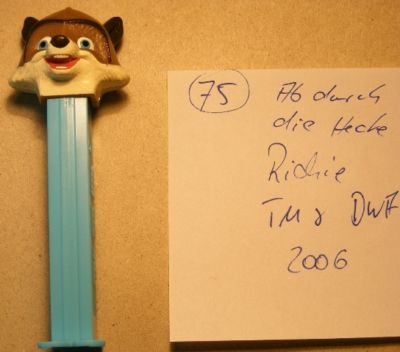 75
Ab durch
die Hecke
Richie
TM & DWA
2006